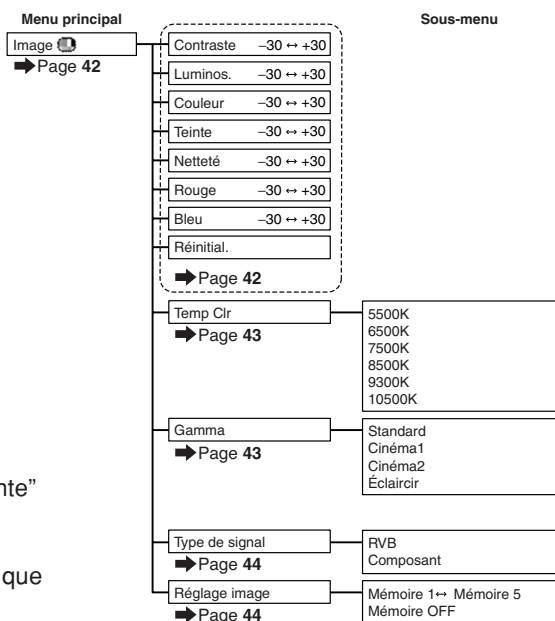 Menu principal
Sous-menu
Image
➡Page 42
Contraste −30 ↔ +30
Luminos. −30 ↔ +30
Couleur −30 ↔ +30
Teinte −30 ↔ +30
Netteté −30 ↔ +30
Rouge −30 ↔ +30
Bleu −30 ↔ +30
Réinitial.
➡Page 42
Temp Clr
➡Page 43
5500K
6500K
7500K
8500K
9300K
10500K
Gamma
➡Page 43
Standard
Cinéma1
Cinéma2
Éclaircir
nte”
Type de signal
➡Page 44
RVB
Composant
que
Réglage image
➡Page 44
Mémoire 1↔ Mémoire 5
Mémoire OFF